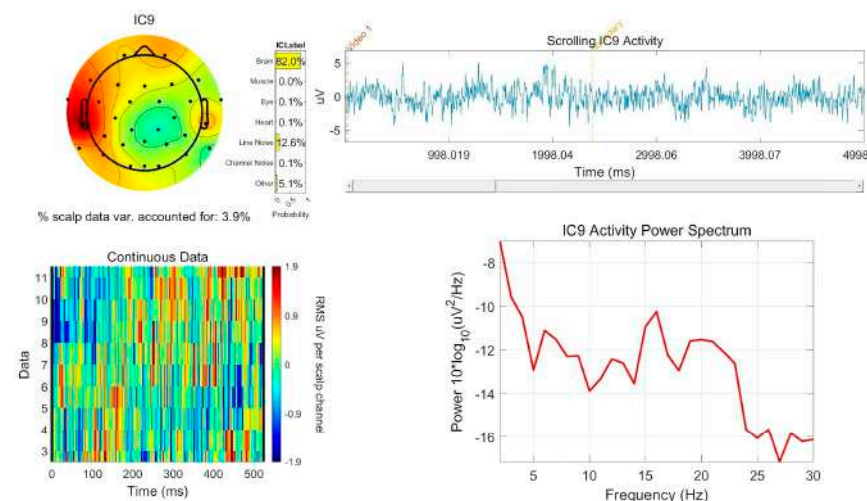 IC9
ICLabel
Brain 82.0%
Muscle 0.0%
Eye 0.1%
Heart 0.1%
Line Noise 12.6%
Channel Noise 0.1%
Other 5.1%
0 0.5 1
Probability
% scalp data var. accounted for: 3.9%
Scrolling IC9 Activity
Video 1
uV
5
0
-5
998.019 1998.04 2998.06 3998.07 4998
Time (ms)
Continuous Data
Data
11
10
9
8
7
6
5
4
3
0 100 200 300 400 500
Time (ms)
1.9
0.9
0
-0.9
-1.9
RMS uV per scalp channel
IC9 Activity Power Spectrum
Power 10*log10(uV2/Hz)
-8
-10
-12
-14
-16
5 10 15 20 25 30
Frequency (Hz)